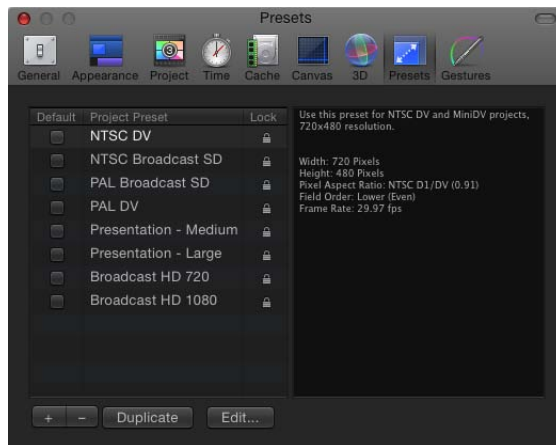 Presets
General Appearance Project Time Cache Canvas 3D Presets Gestures
Default Project Preset Lock
NTSC DV
NTSC Broadcast SD
PAL Broadcast SD
PAL DV
Presentation - Medium
Presentation - Large
Broadcast HD 720
Broadcast HD 1080
Use this preset for NTSC DV and MiniDV projects,
720x480 resolution.
Width: 720 Pixels
Height: 480 Pixels
Pixel Aspect Ratio: NTSC D1/DV (0.91)
Field Order: Lower (Even)
Frame Rate: 29.97 fps
+ – Duplicate Edit...